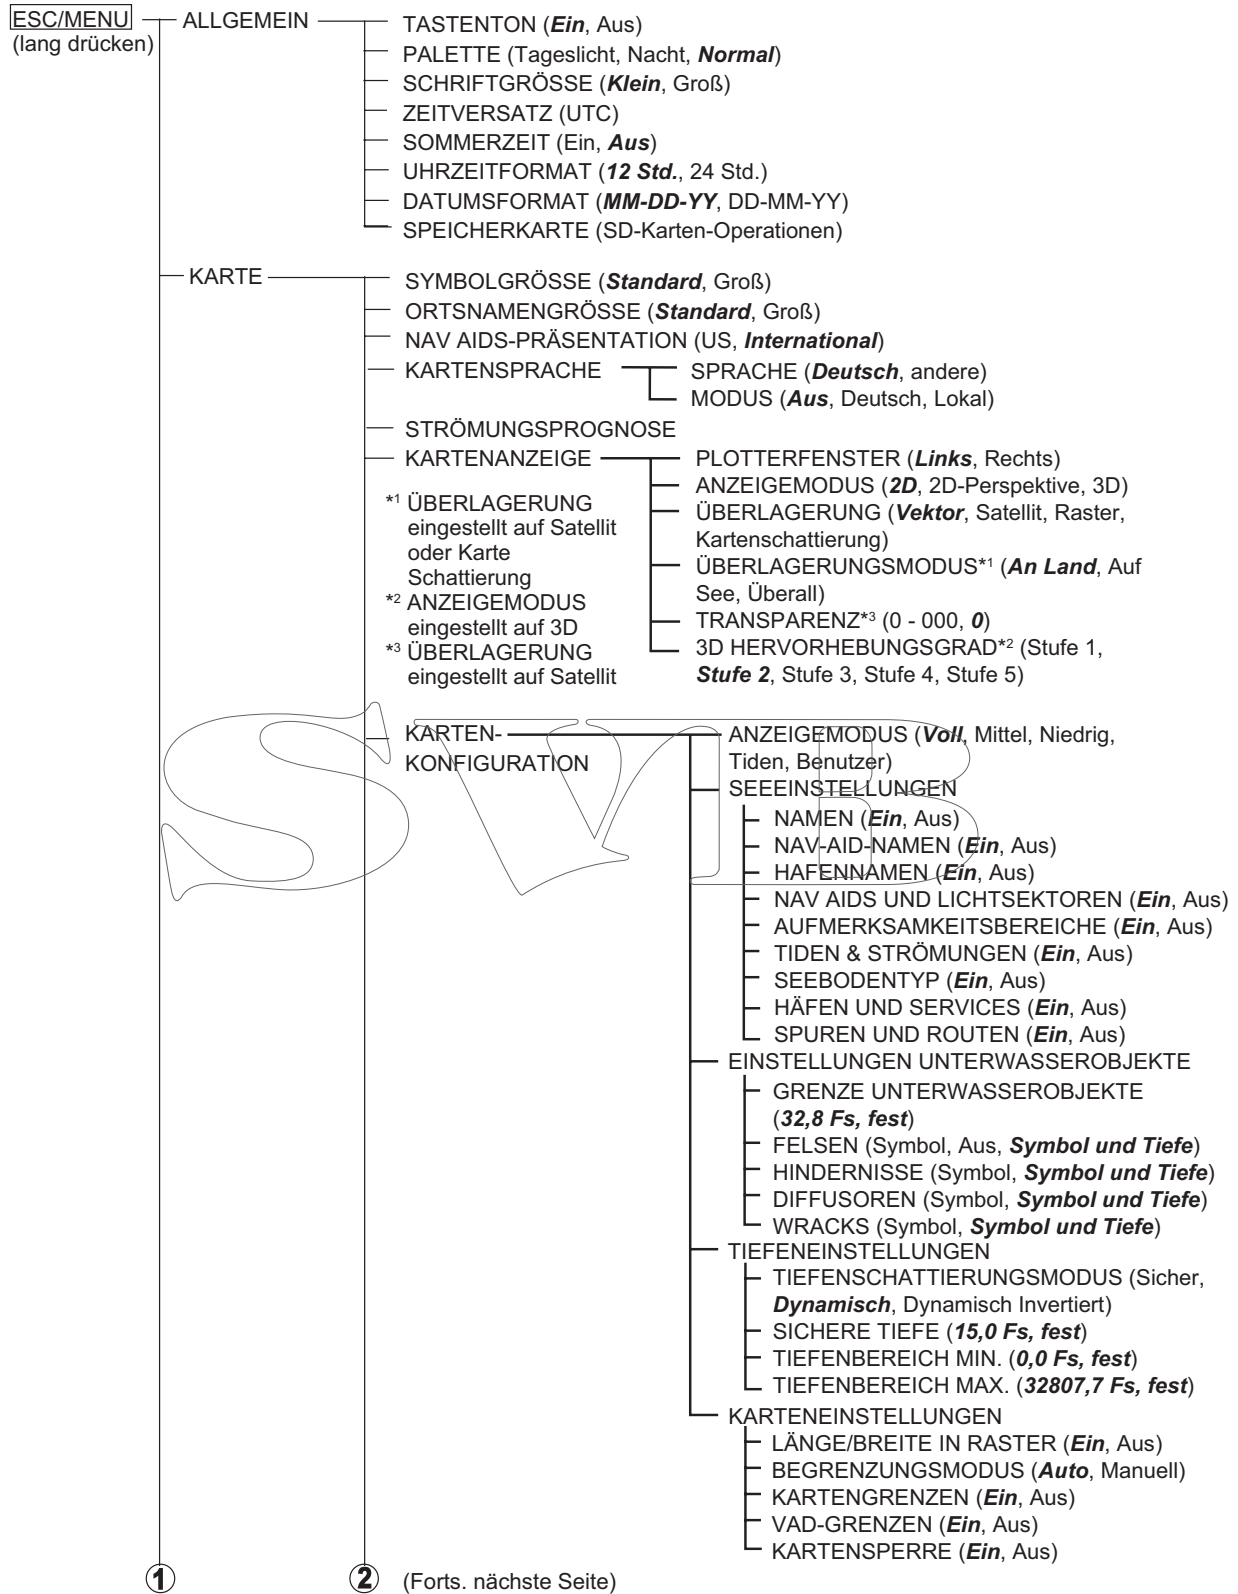 ESC/MENU
(lang drücken)
ALLGEMEIN
TASTENTON (Ein, Aus)
PALETTE (Tageslicht, Nacht, Normal)
SCHRIFTGRÖSSE (Klein, Groß)
ZEITVERSATZ (UTC)
SOMMERZEIT (Ein, Aus)
UHRZEITFORMAT (12 Std., 24 Std.)
DATUMSFORMAT (MM-DD-YY, DD-MM-YY)
SPEICHERKARTE (SD-Karten-Operationen)
KARTE
SYMBOLGRÖSSE (Standard, Groß)
ORTSNAMENGRÖSSE (Standard, Groß)
NAV AIDS-PRÄSENTATION (US, International)
KARTENSPRACHE
SPRACHE (Deutsch, andere)
MODUS (Aus, Deutsch, Lokal)
STRÖMUNGSPROGNOSE
KARTENANZEIGE
PLOTTERFENSTER (Links, Rechts)
ANZEIGEMODUS (2D, 2D-Perspektive, 3D)
ÜBERLAGERUNG (Vektor, Satellit, Raster,
Kartenschattierung)
ÜBERLAGERUNGSMODUS*1 (An Land, Auf
See, Überall)
TRANSPARENZ*3 (0 - 000, 0)
3D HERVORHEBUNGSGRAD*2 (Stufe 1,
Stufe 2, Stufe 3, Stufe 4, Stufe 5)
*1 ÜBERLAGERUNG
eingestellt auf Satellit
oder Karte
Schattierung
*2 ANZEIGEMODUS
eingestellt auf 3D
*3 ÜBERLAGERUNG
eingestellt auf Satellit
KARTEN-
KONFIGURATION
ANZEIGEMODUS (Voll, Mittel, Niedrig,
Tiden, Benutzer)
SEEEINSTELLUNGEN
NAMEN (Ein, Aus)
NAV-AID-NAMEN (Ein, Aus)
HAFENNAMEN (Ein, Aus)
NAV AIDS UND LICHTSEKTOREN (Ein, Aus)
AUFMERKSAMKEITSBEREICHE (Ein, Aus)
TIDEN & STRÖMUNGEN (Ein, Aus)
SEEBODENTYP (Ein, Aus)
HÄFEN UND SERVICES (Ein, Aus)
SPUREN UND ROUTEN (Ein, Aus)
EINSTELLUNGEN UNTERWASSEROBJEKTE
GRENZE UNTERWASSEROBJEKTE
(32,8 Fs, fest)
FELSEN (Symbol, Aus, Symbol und Tiefe)
HINDERNISSE (Symbol, Symbol und Tiefe)
DIFFUSOREN (Symbol, Symbol und Tiefe)
WRACKS (Symbol, Symbol und Tiefe)
TIEFENEINSTELLUNGEN
TIEFENSCHATTIERUNGSMODUS (Sicher,
Dynamisch, Dynamisch Invertiert)
SICHERE TIEFE (15,0 Fs, fest)
TIEFENBEREICH MIN. (0,0 Fs, fest)
TIEFENBEREICH MAX. (32807,7 Fs, fest)
KARTENEINSTELLUNGEN
LÄNGE/BREITE IN RASTER (Ein, Aus)
BEGRENZUNGSMODUS (Auto, Manuell)
KARTENGRENZEN (Ein, Aus)
VAD-GRENZEN (Ein, Aus)
KARTENSPERRE (Ein, Aus)
SVB
1
2
(Forts. nächste Seite)